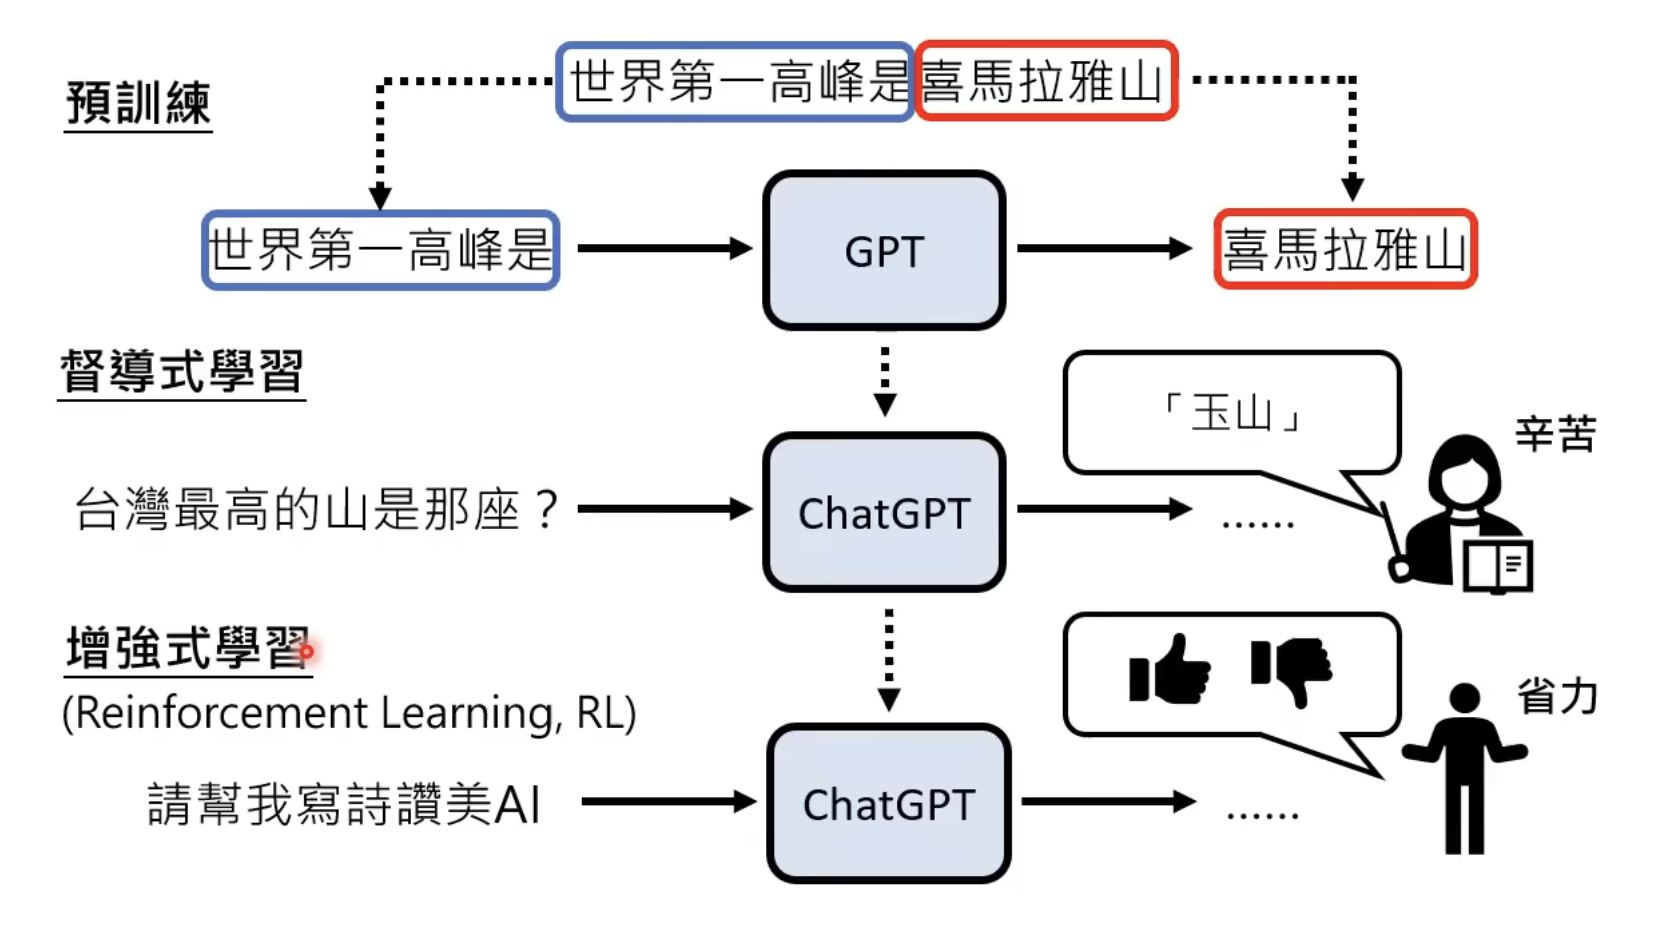 預訓練
世界第一高峰是喜馬拉雅山
世界第一高峰是
GPT
喜馬拉雅山
督導式學習
「玉山」
辛苦
台灣最高的山是那座？
ChatGPT
......
增強式學習
(Reinforcement Learning, RL)
省力
請幫我寫詩讚美AI
ChatGPT
......